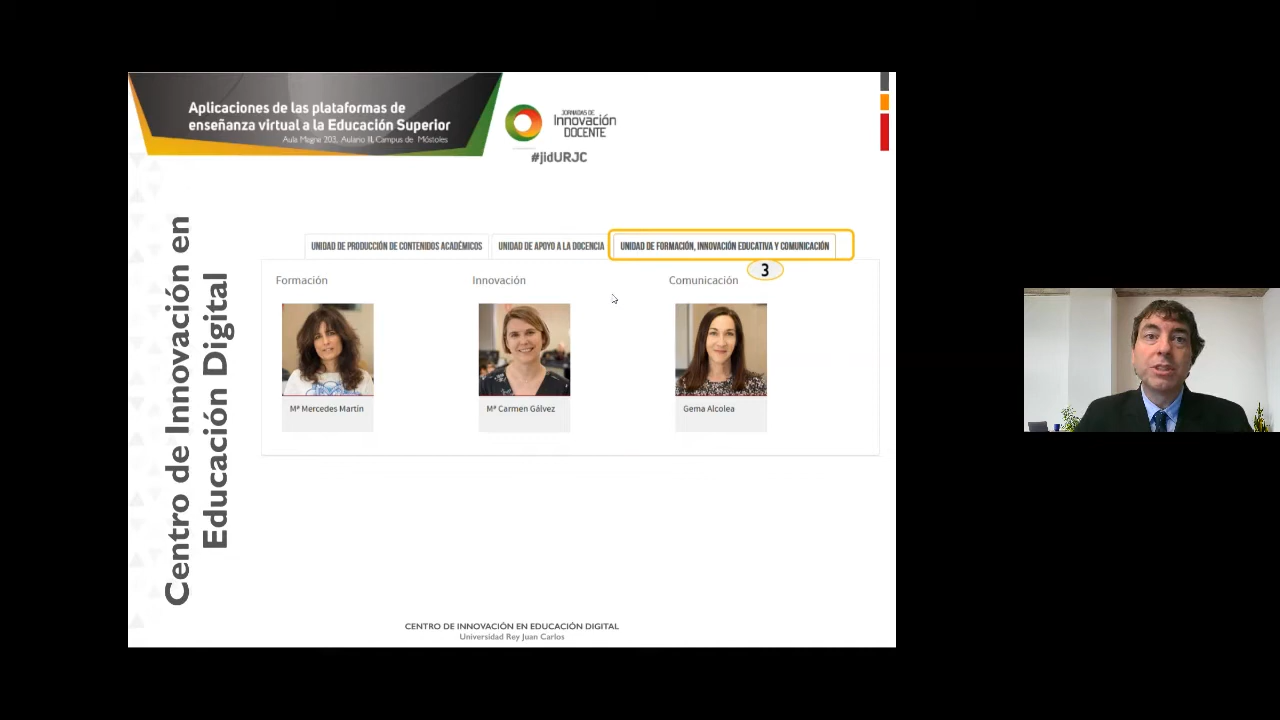 Aplicaciones de las plataformas de
enseñanza virtual a la Educación Superior
Aula Magna 203, Aulario III, Campus de Móstoles
JORNADAS DE
Innovación
DOCENTE
#jidURJC
Centro de Innovación en
Educación Digital
UNIDAD DE PRODUCCIÓN DE CONTENIDOS ACADÉMICOS
UNIDAD DE APOYO A LA DOCENCIA
UNIDAD DE FORMACIÓN, INNOVACIÓN EDUCATIVA Y COMUNICACIÓN
3
Formación
Innovación
Comunicación
Mª Mercedes Martín
Mª Carmen Gálvez
Gema Alcolea
CENTRO DE INNOVACIÓN EN EDUCACIÓN DIGITAL
Universidad Rey Juan Carlos